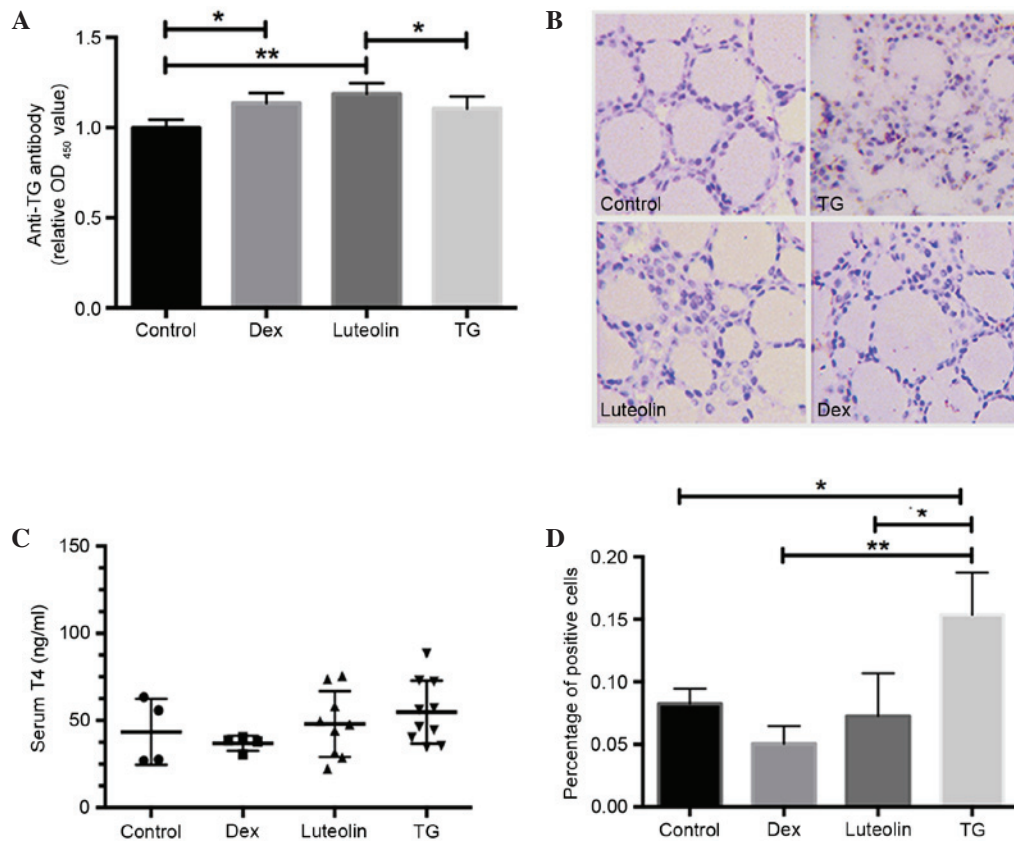 A
*
*
**
1.5
1.0
0.5
0.0
Anti-TG antibody
(relative OD 450 value)
Control Dex Luteolin TG
B
Control TG
Luteolin Dex
C
150
100
50
0
Serum T4 (ng/ml)
Control Dex Luteolin TG
D
*
*
**
0.20
0.15
0.10
0.05
0.00
Percentage of positive cells
Control Dex Luteolin TG